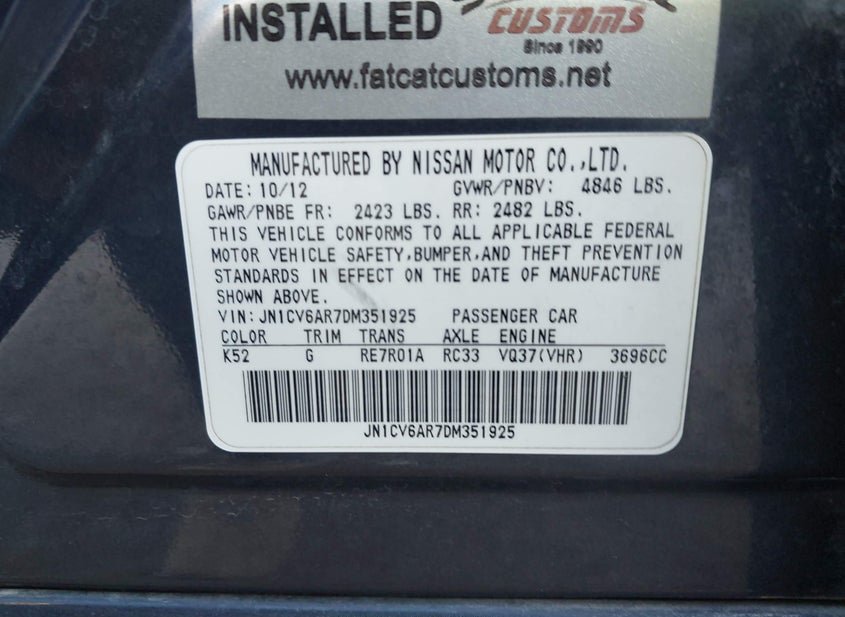 INSTALLED CUSTOMS
Since 1990
www.fatcatcustoms.net
MANUFACTURED BY NISSAN MOTOR CO.,LTD.
DATE: 10/12 GVWR/PNBV: 4846 LBS.
GAWR/PNBE FR: 2423 LBS. RR: 2482 LBS.
THIS VEHICLE CONFORMS TO ALL APPLICABLE FEDERAL
MOTOR VEHICLE SAFETY,BUMPER,AND THEFT PREVENTION
STANDARDS IN EFFECT ON THE DATE OF MANUFACTURE
SHOWN ABOVE.
VIN:JN1CV6AR7DM351925 PASSENGER CAR
COLOR TRIM TRANS AXLE ENGINE
K52 G RE7R01A RC33 VQ37(VHR) 3696CC
JN1CV6AR7DM351925